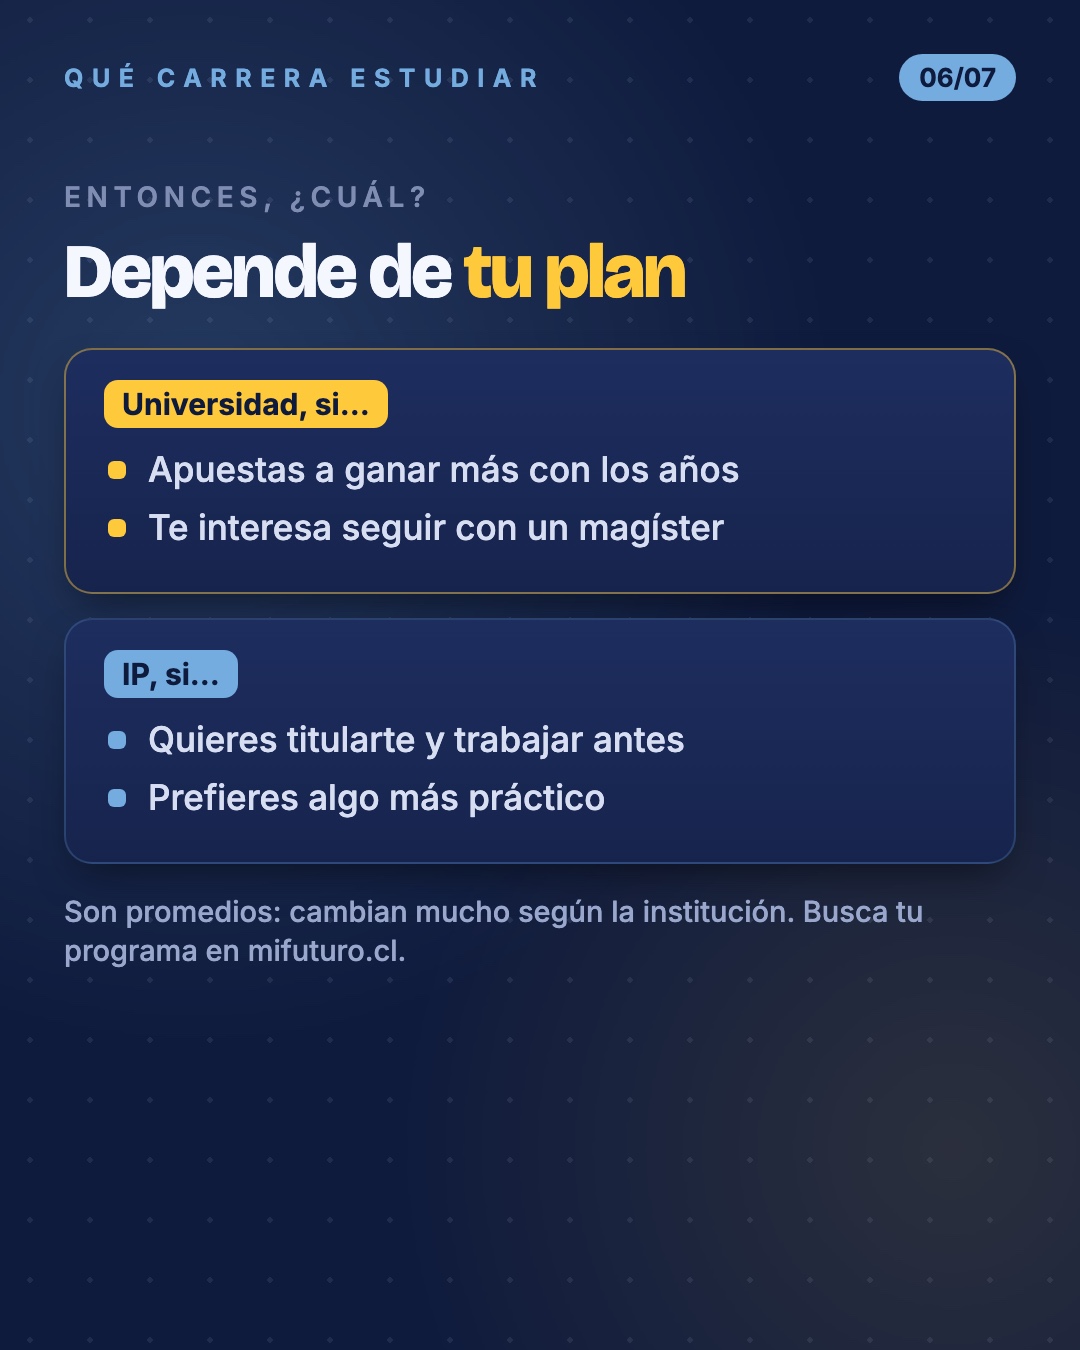 QUÉ CARRERA ESTUDIAR
06/07
ENTONCES, ¿CUÁL?
Depende de tu plan
Universidad, si...
Apuestas a ganar más con los años
Te interesa seguir con un magíster
IP, si...
Quieres titularte y trabajar antes
Prefieres algo más práctico
Son promedios: cambian mucho según la institución. Busca tu
programa en mifuturo.cl.